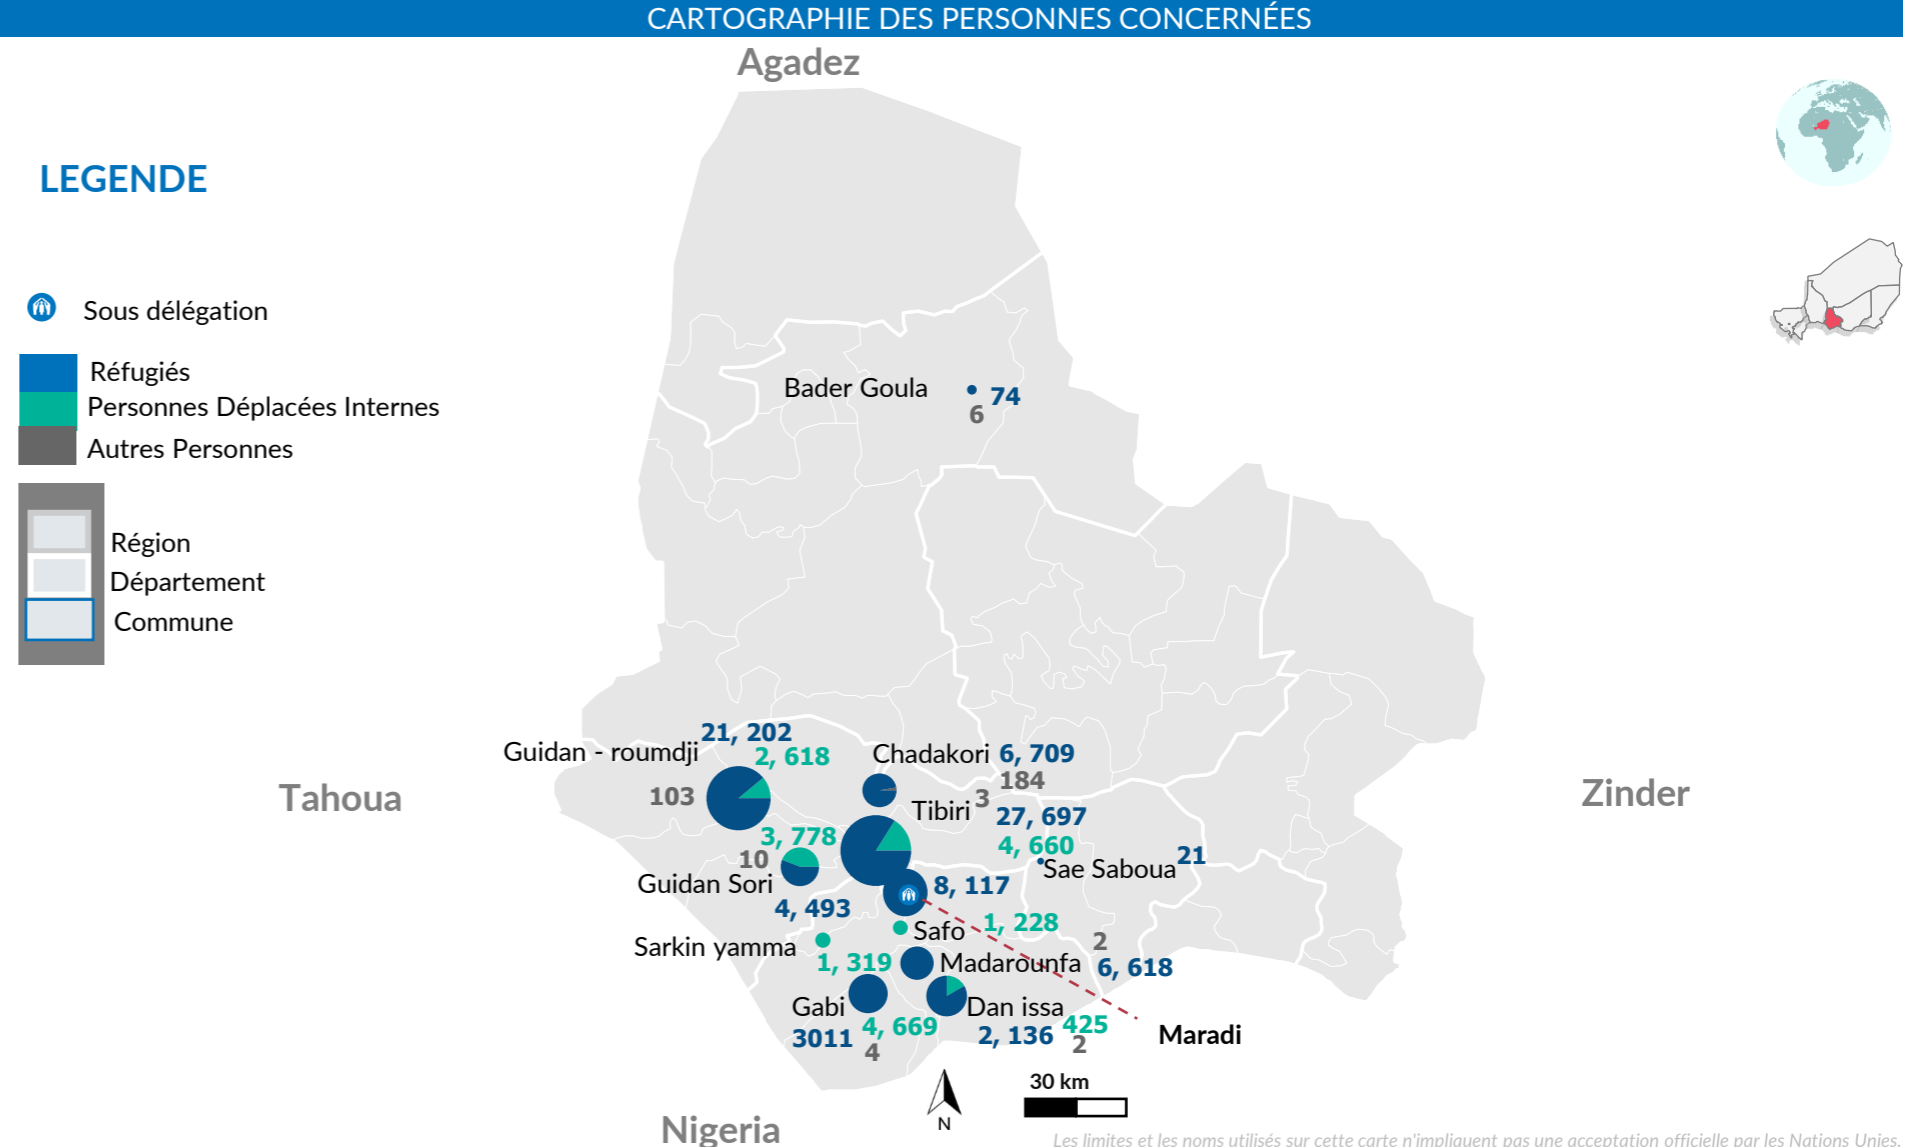 CARTOGRAPHIE DES PERSONNES CONCERNÉES
Agadez
LEGENDE
Sous délégation
Réfugiés
Personnes Déplacées Internes
Autres Personnes
Région
Département
Commune
Bader Goula
74
6
21, 202
Guidan - roumdji
2, 618
103
Chadakori
6, 709
184
Tibiri
3
27, 697
4, 660
Tahoua
Zinder
3, 778
10
Guidan Sori
4, 493
Sae Saboua
21
8, 117
Safo
1, 228
Sarkin yamma
1, 319
Madarounfa
2
6, 618
Gabi
3011
4, 669
4
Dan issa
2, 136
425
2
Maradi
30 km
N
Nigeria
Les limites et les noms utilisés sur cette carte n'impliquent pas une acceptation officielle par les Nations Unies.